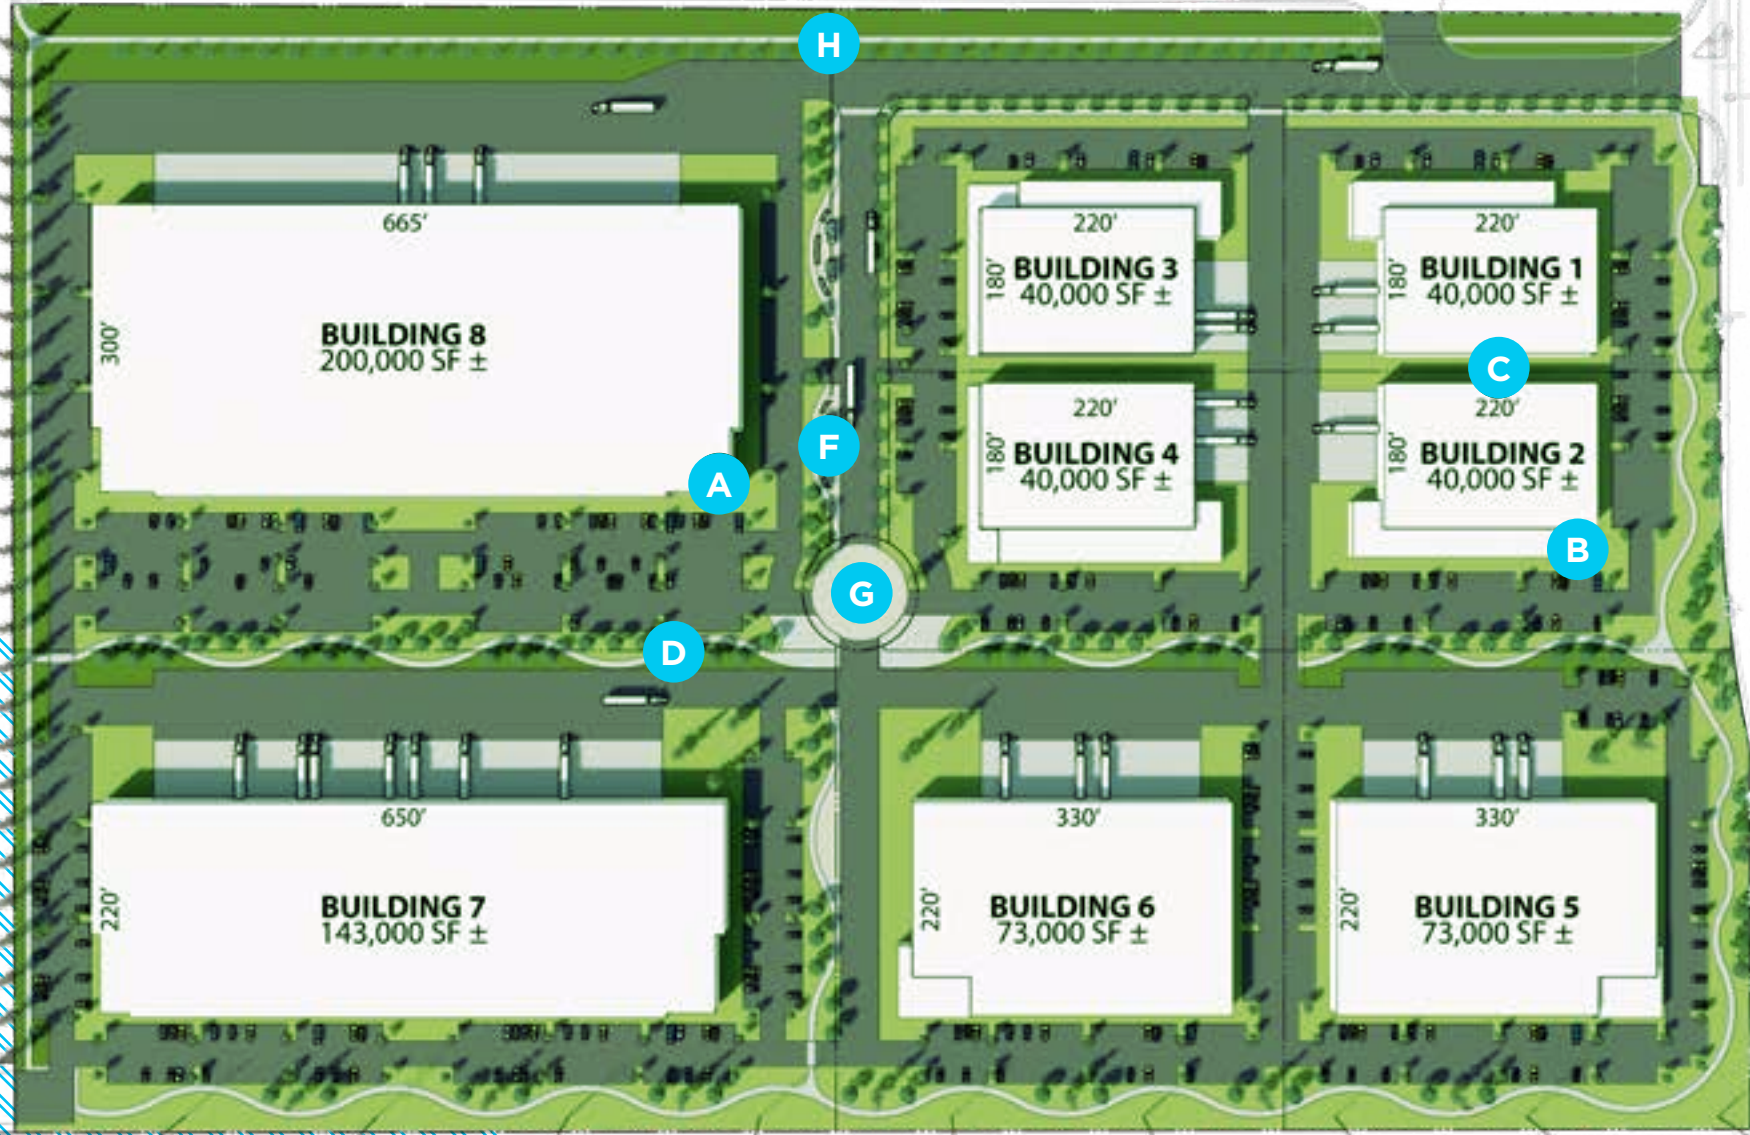 H
665'
300'
BUILDING 8
200,000 SF ±
220'
180'
BUILDING 3
40,000 SF ±
220'
180'
BUILDING 1
40,000 SF ±
C
220'
180'
BUILDING 4
40,000 SF ±
220'
180'
BUILDING 2
40,000 SF ±
F
A
B
G
D
650'
220'
BUILDING 7
143,000 SF ±
330'
220'
BUILDING 6
73,000 SF ±
330'
220'
BUILDING 5
73,000 SF ±